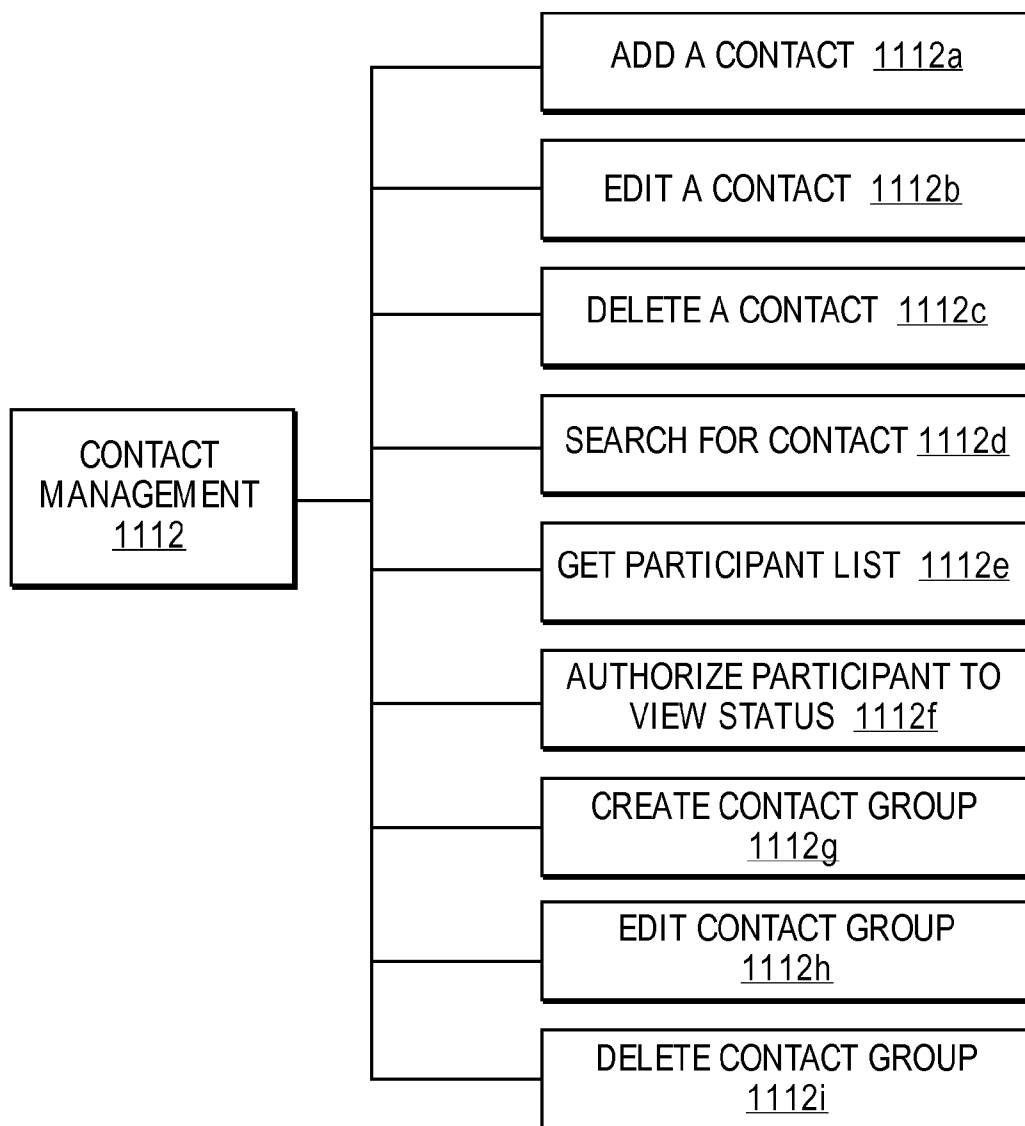 ADD A CONTACT 1112a
EDIT A CONTACT 1112b
DELETE A CONTACT 1112c
SEARCH FOR CONTACT 1112d
CONTACT
MANAGEMENT
1112
GET PARTICIPANT LIST 1112e
AUTHORIZE PARTICIPANT TO
VIEW STATUS 1112f
CREATE CONTACT GROUP
1112g
EDIT CONTACT GROUP
1112h
DELETE CONTACT GROUP
1112i